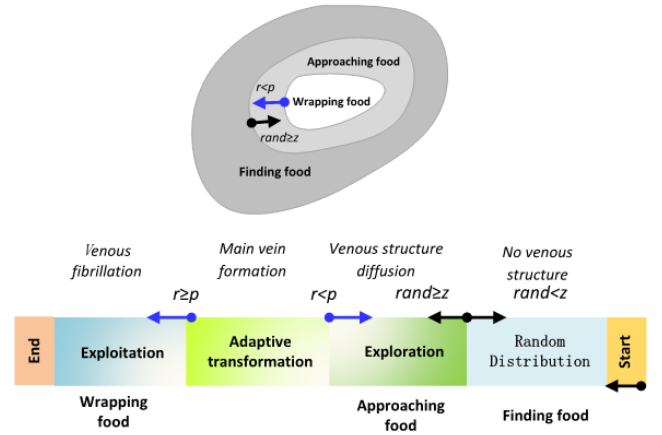 Approaching food
r<p
Wrapping food
rand≥z
Finding food
Venous
fibrillation
Main vein
formation
Venous structure
diffusion
No venous
structure
r≥p
r<p
rand≥z
rand<z
End
Exploitation
Adaptive
transformation
Exploration
Random
Distribution
Start
Wrapping
food
Approaching
food
Finding food